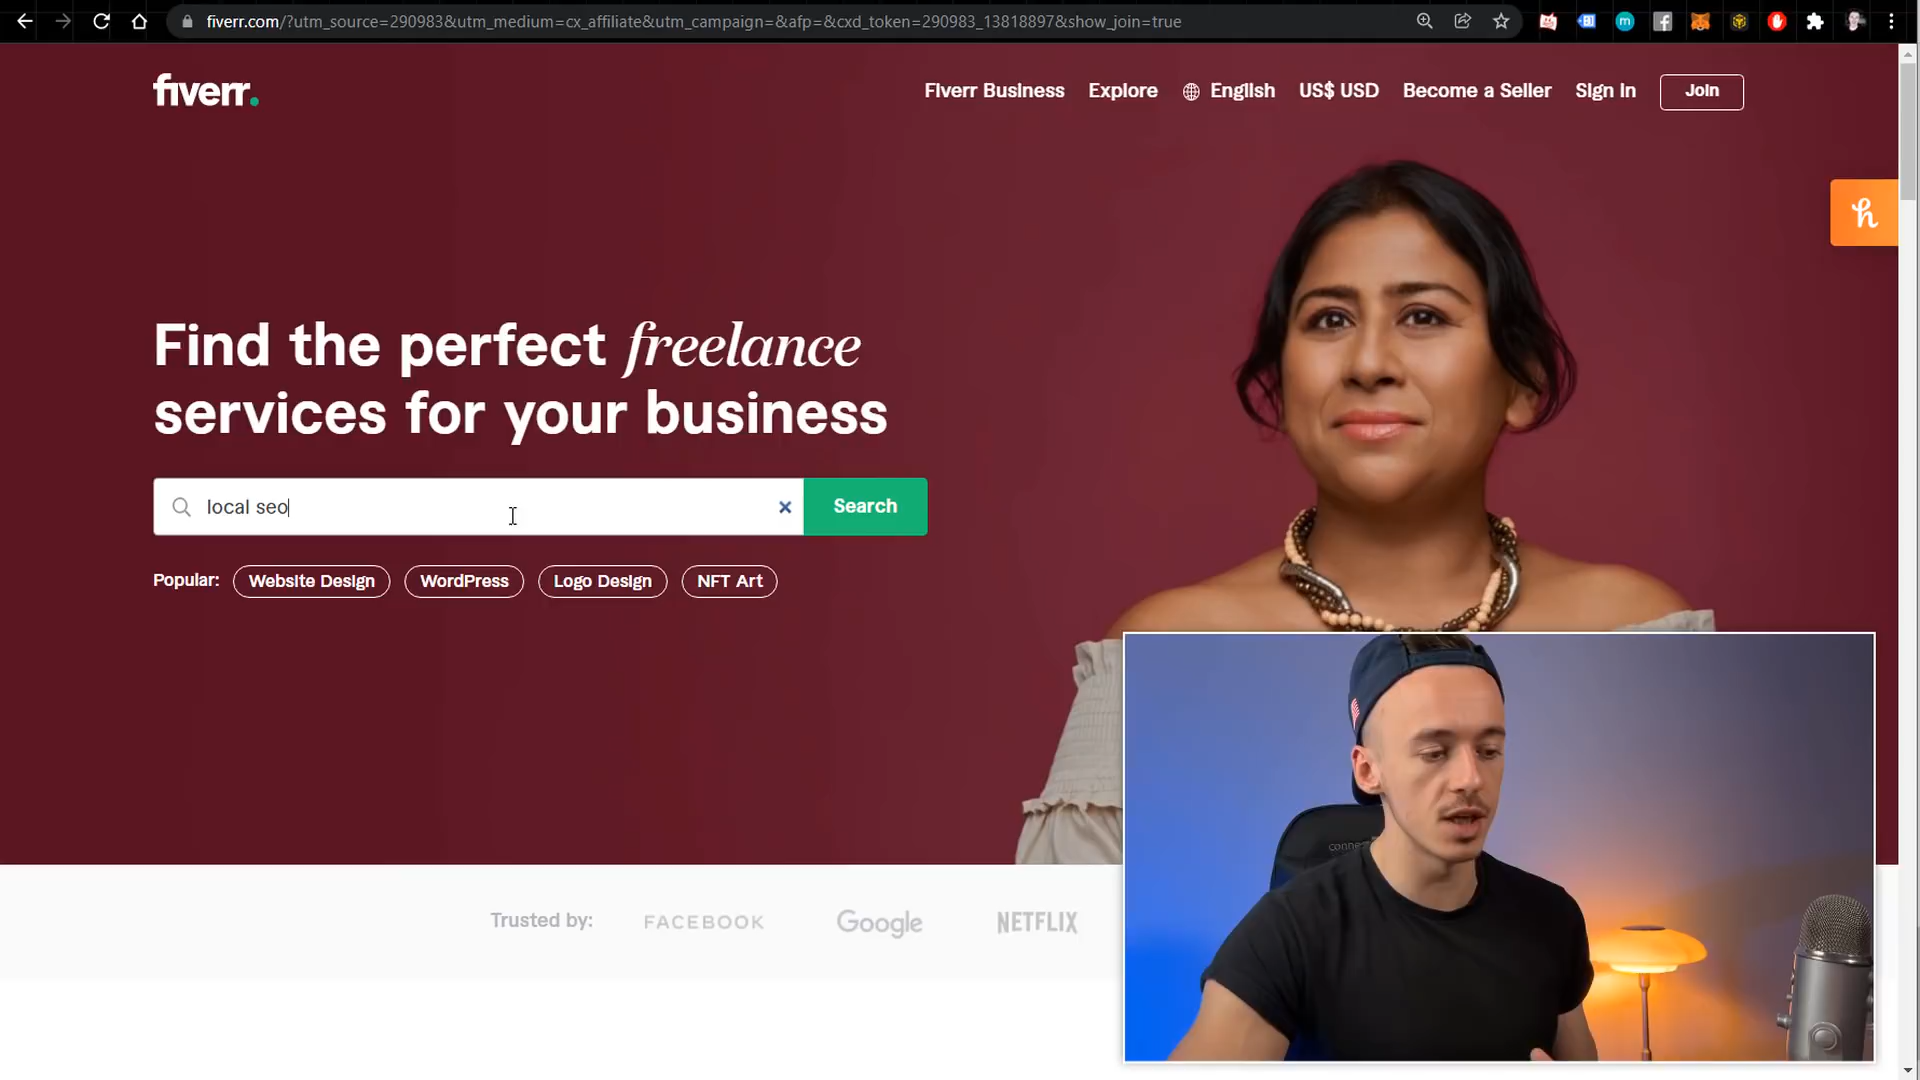 fiverr.com/?utm_source=290983&utm_medium=cx_affiliate&utm_campaign=&afp=&cxd_token=290983_13818897&show_join=true
fiverr.
Fiverr Business Explore English US$ USD Become a Seller Sign In Join
h
Find the perfect freelance
services for your business
local seo
Search
Popular: Website Design WordPress Logo Design NFT Art
Trusted by: FACEBOOK Google NETFLIX